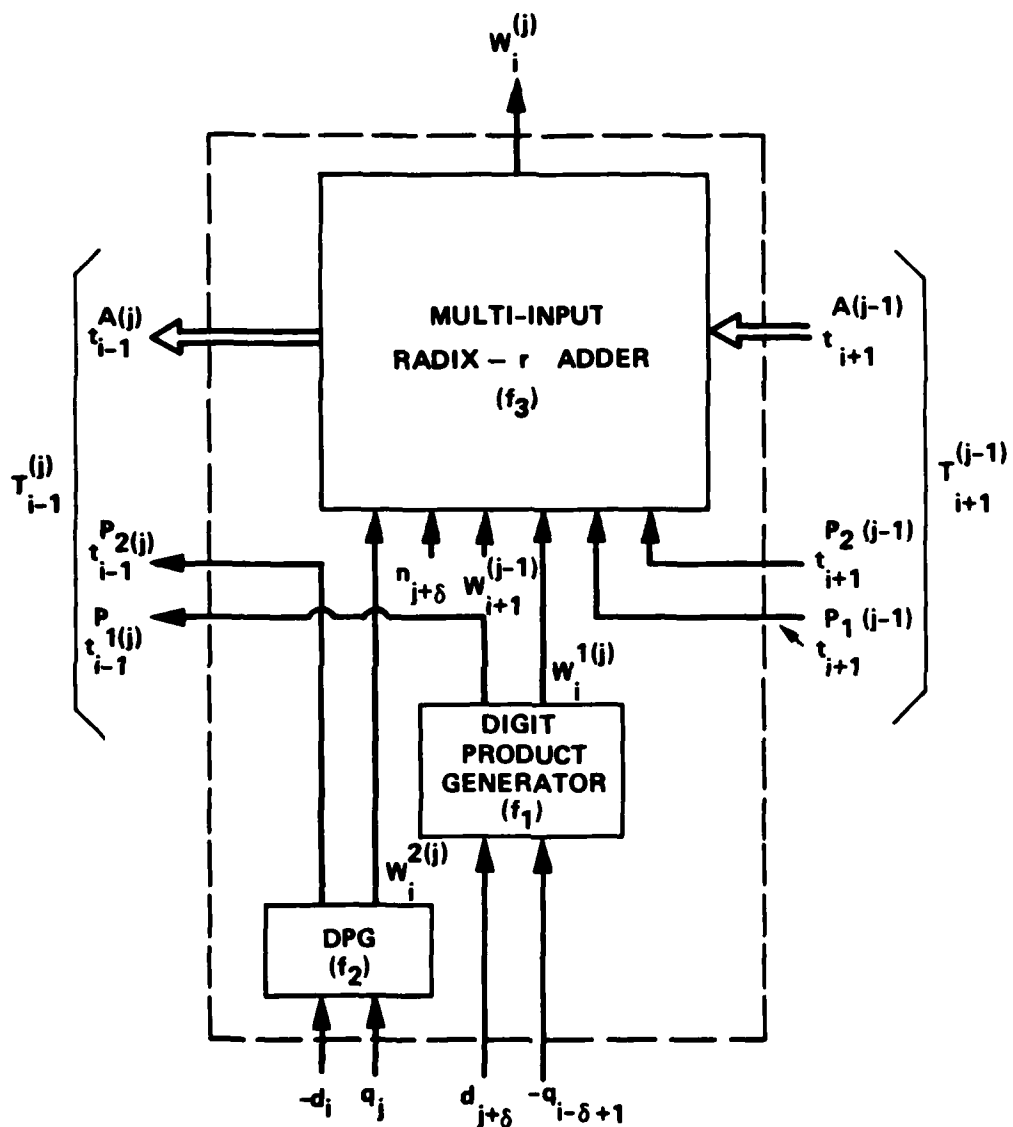 W_i^(j)
MULTI-INPUT
RADIX – r ADDER
(f_3)
t_{i-1}^{A(j)}
t_{i+1}^{A(j-1)}
T_{i-1}^{(j)}
T_{i+1}^{(j-1)}
t_{i-1}^{P_2(j)}
n_{j+δ}
W_{i+1}^{(j-1)}
t_{i+1}^{P_2(j-1)}
t_{i-1}^{P_1(j)}
t_{i+1}^{P_1(j-1)}
W_i^{1(j)}
DIGIT
PRODUCT
GENERATOR
(f_1)
W_i^{2(j)}
DPG
(f_2)
-d_i
q_j
d_{j+δ}
-q_{i-δ+1}